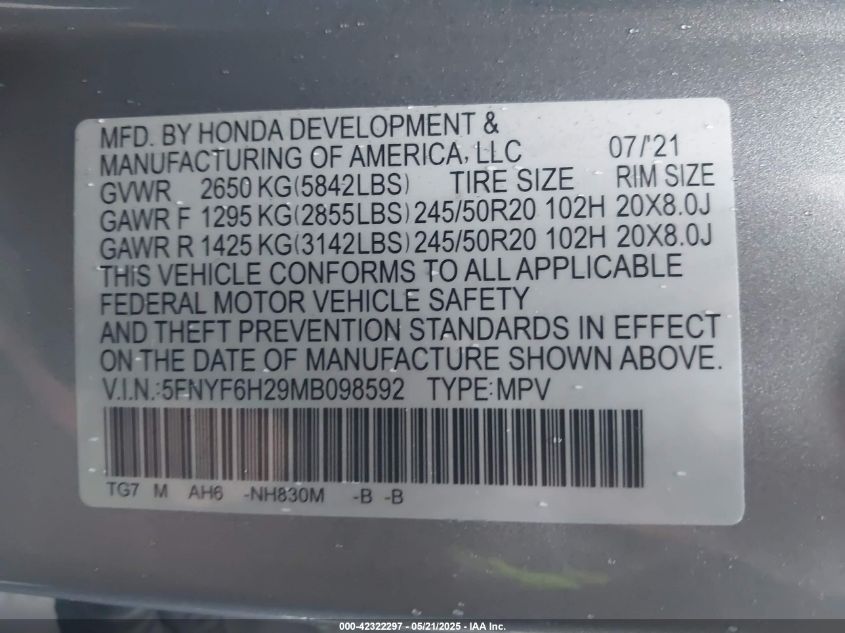 MFD. BY HONDA DEVELOPMENT &
MANUFACTURING OF AMERICA, LLC 07/'21
GVWR 2650 KG(5842LBS) TIRE SIZE RIM SIZE
GAWR F 1295 KG(2855LBS) 245/50R20 102H 20X8.0J
GAWR R 1425 KG(3142LBS) 245/50R20 102H 20X8.0J
THIS VEHICLE CONFORMS TO ALL APPLICABLE
FEDERAL MOTOR VEHICLE SAFETY
AND THEFT PREVENTION STANDARDS IN EFFECT
ON THE DATE OF MANUFACTURE SHOWN ABOVE.
V.I.N.:5FNYF6H29MB098592 TYPE:MPV
TG7 M AH6 -NH830M -B -B
000-42322297 - 05/21/2025 - IAA Inc.